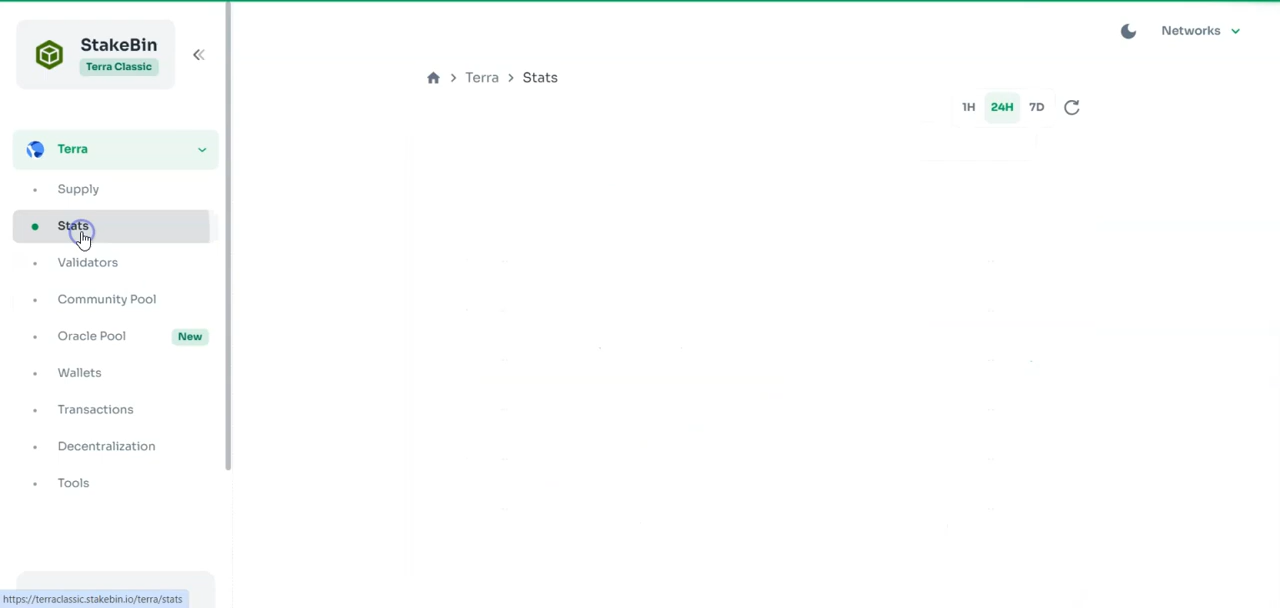 StakeBin
Terra Classic
Networks
Terra > Stats
1H 24H 7D
Terra
Supply
Stats
Validators
Community Pool
Oracle Pool New
Wallets
Transactions
Decentralization
Tools
https://terraclassic.stakebin.io/terra/stats